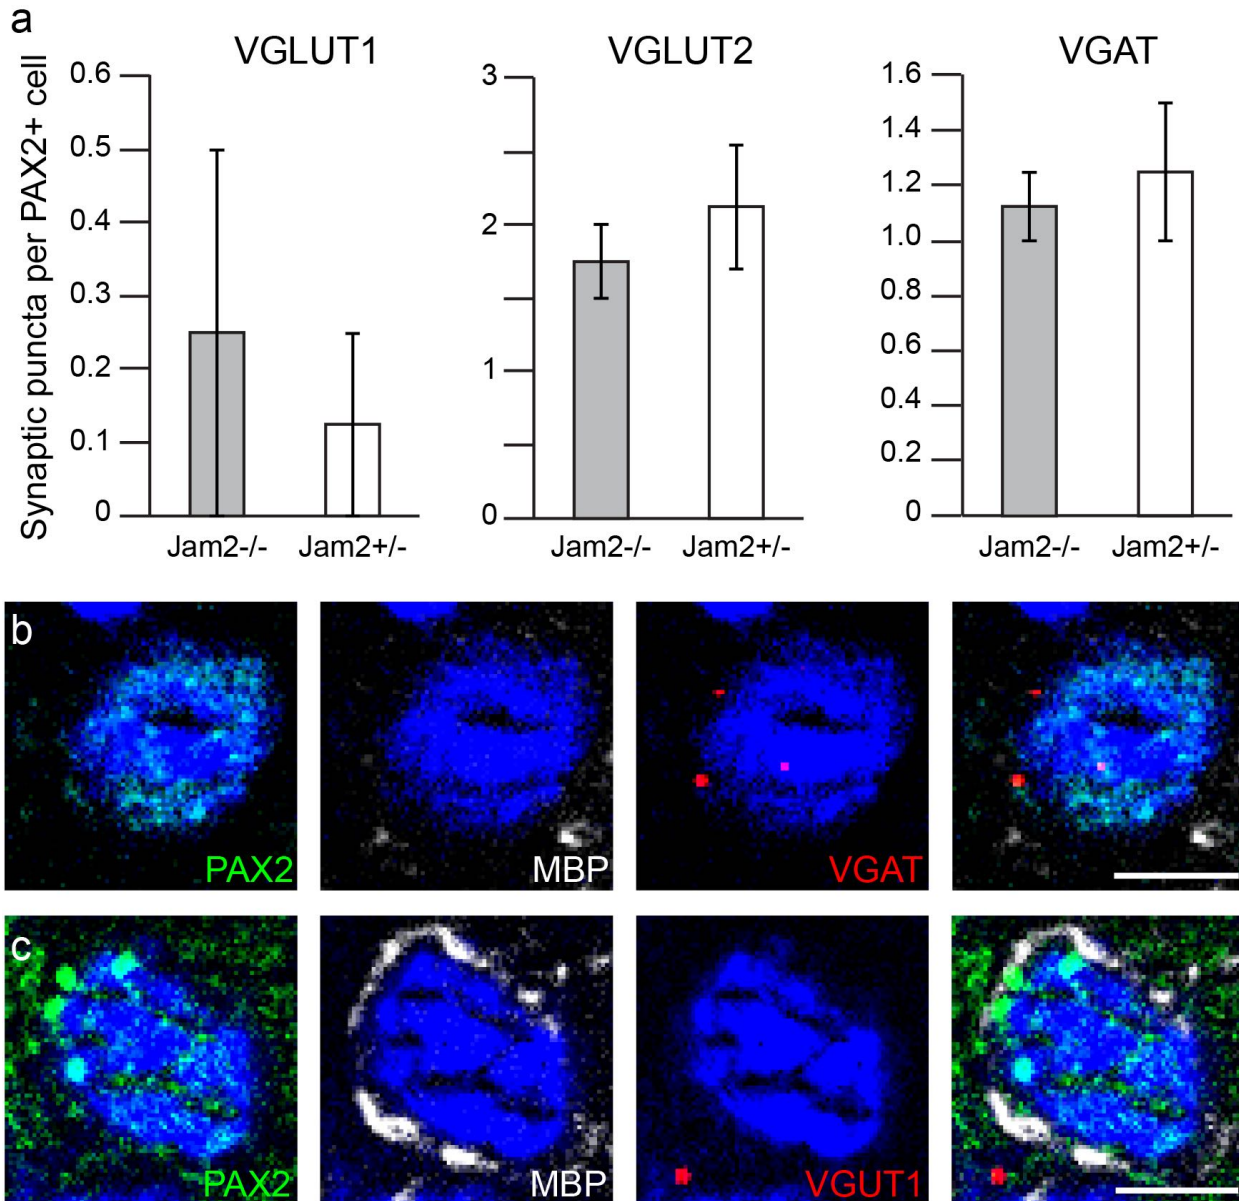 a
VGLUT1
VGLUT2
VGAT
Synaptic puncta per PAX2+ cell
0.6
0.5
0.4
0.3
0.2
0.1
0
Jam2-/- Jam2+/-
3
2
1
0
Jam2-/- Jam2+/-
1.6
1.4
1.2
1.0
0.8
0.6
0.4
0.2
0
Jam2-/- Jam2+/-
b
PAX2
MBP
VGAT
c
PAX2
MBP
VGUT1